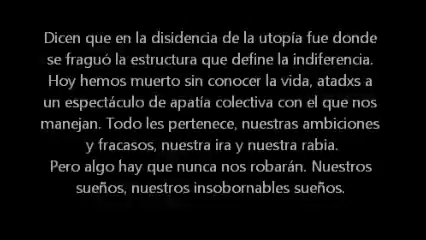 Dicen que en la disidencia de la utopía fue donde
se fraguó la estructura que define la indiferencia.
Hoy hemos muerto sin conocer la vida, atadxs a
un espectáculo de apatía colectiva con el que nos
manejan. Todo les pertenece, nuestras ambiciones
y fracasos, nuestra ira y nuestra rabia.
Pero algo hay que nunca nos robarán. Nuestros
sueños, nuestros insobornables sueños.